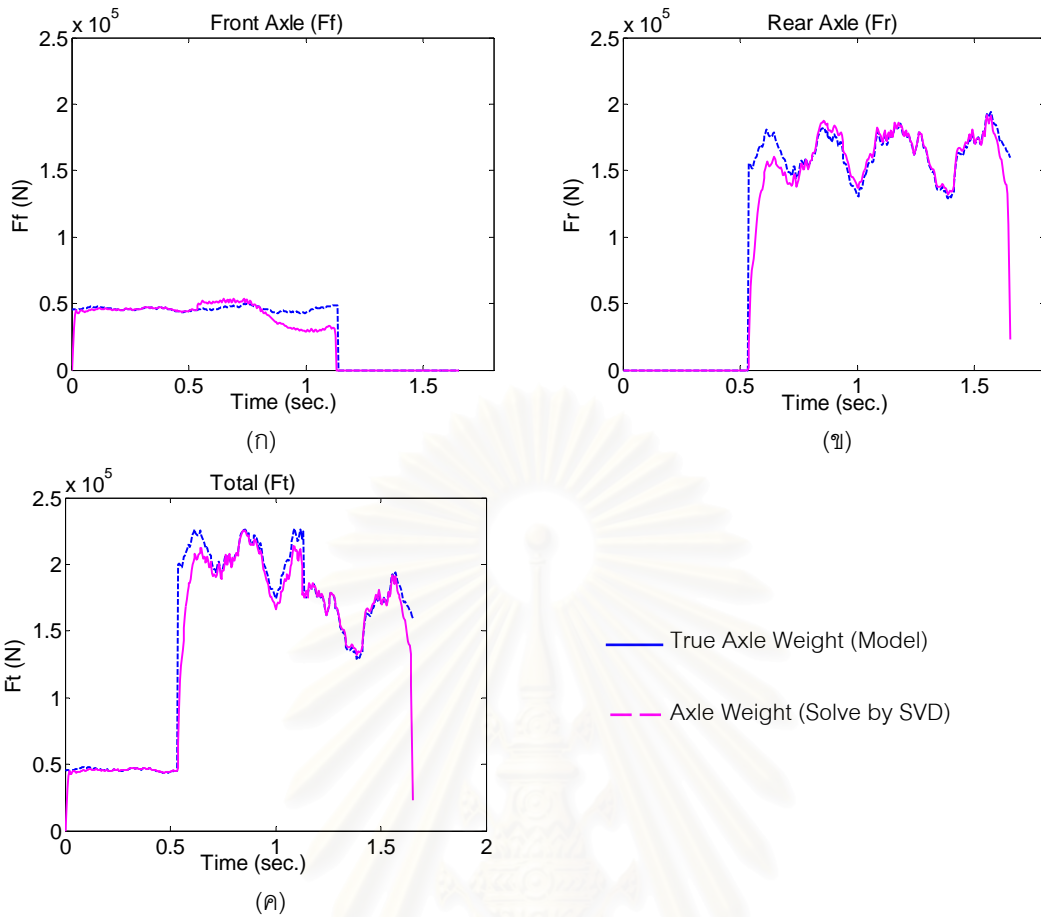 Front Axle (Ff)
x 10^5
2.5
2
1.5
1
0.5
0
Ff (N)
0 0.5 1 1.5
Time (sec.)
(ก)
Rear Axle (Fr)
x 10^5
2.5
2
1.5
1
0.5
0
Fr (N)
0 0.5 1 1.5
Time (sec.)
(ข)
Total (Ft)
x 10^5
2.5
2
1.5
1
0.5
0
Ft (N)
0 0.5 1 1.5 2
Time (sec.)
(ค)
True Axle Weight (Model)
Axle Weight (Solve by SVD)